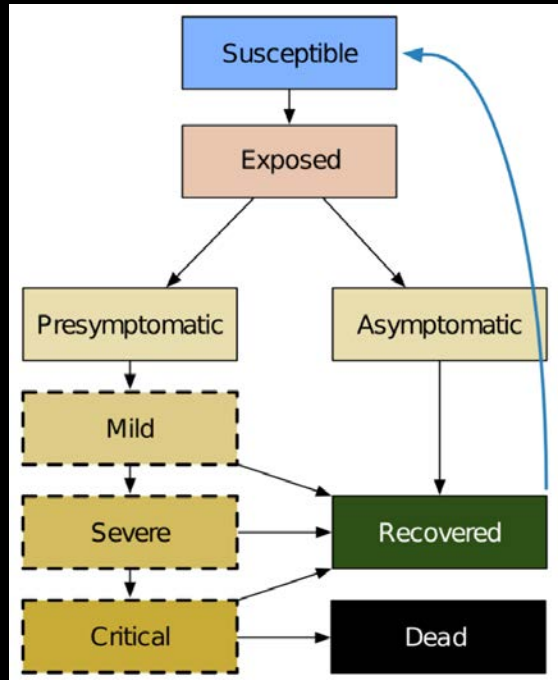 Susceptible
Exposed
Presymptomatic
Asymptomatic
Mild
Severe
Recovered
Critical
Dead